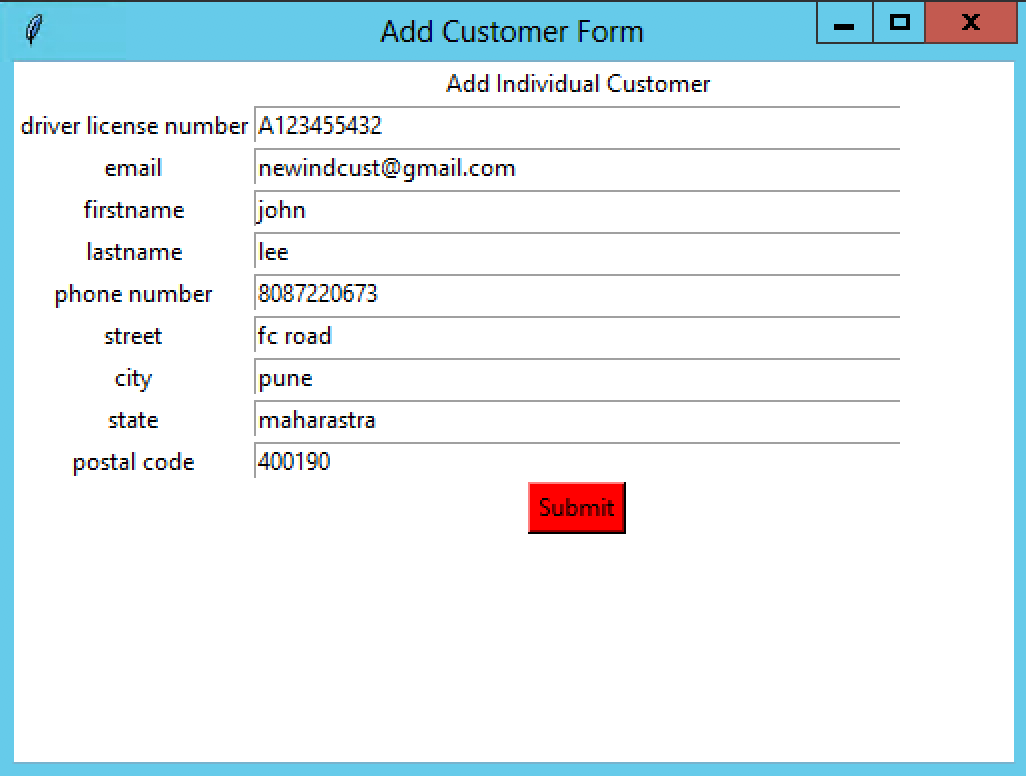 Add Customer Form
Add Individual Customer
driver license number A123455432
email newindcust@gmail.com
firstname john
lastname lee
phone number 8087220673
street fc road
city pune
state maharastra
postal code 400190
Submit